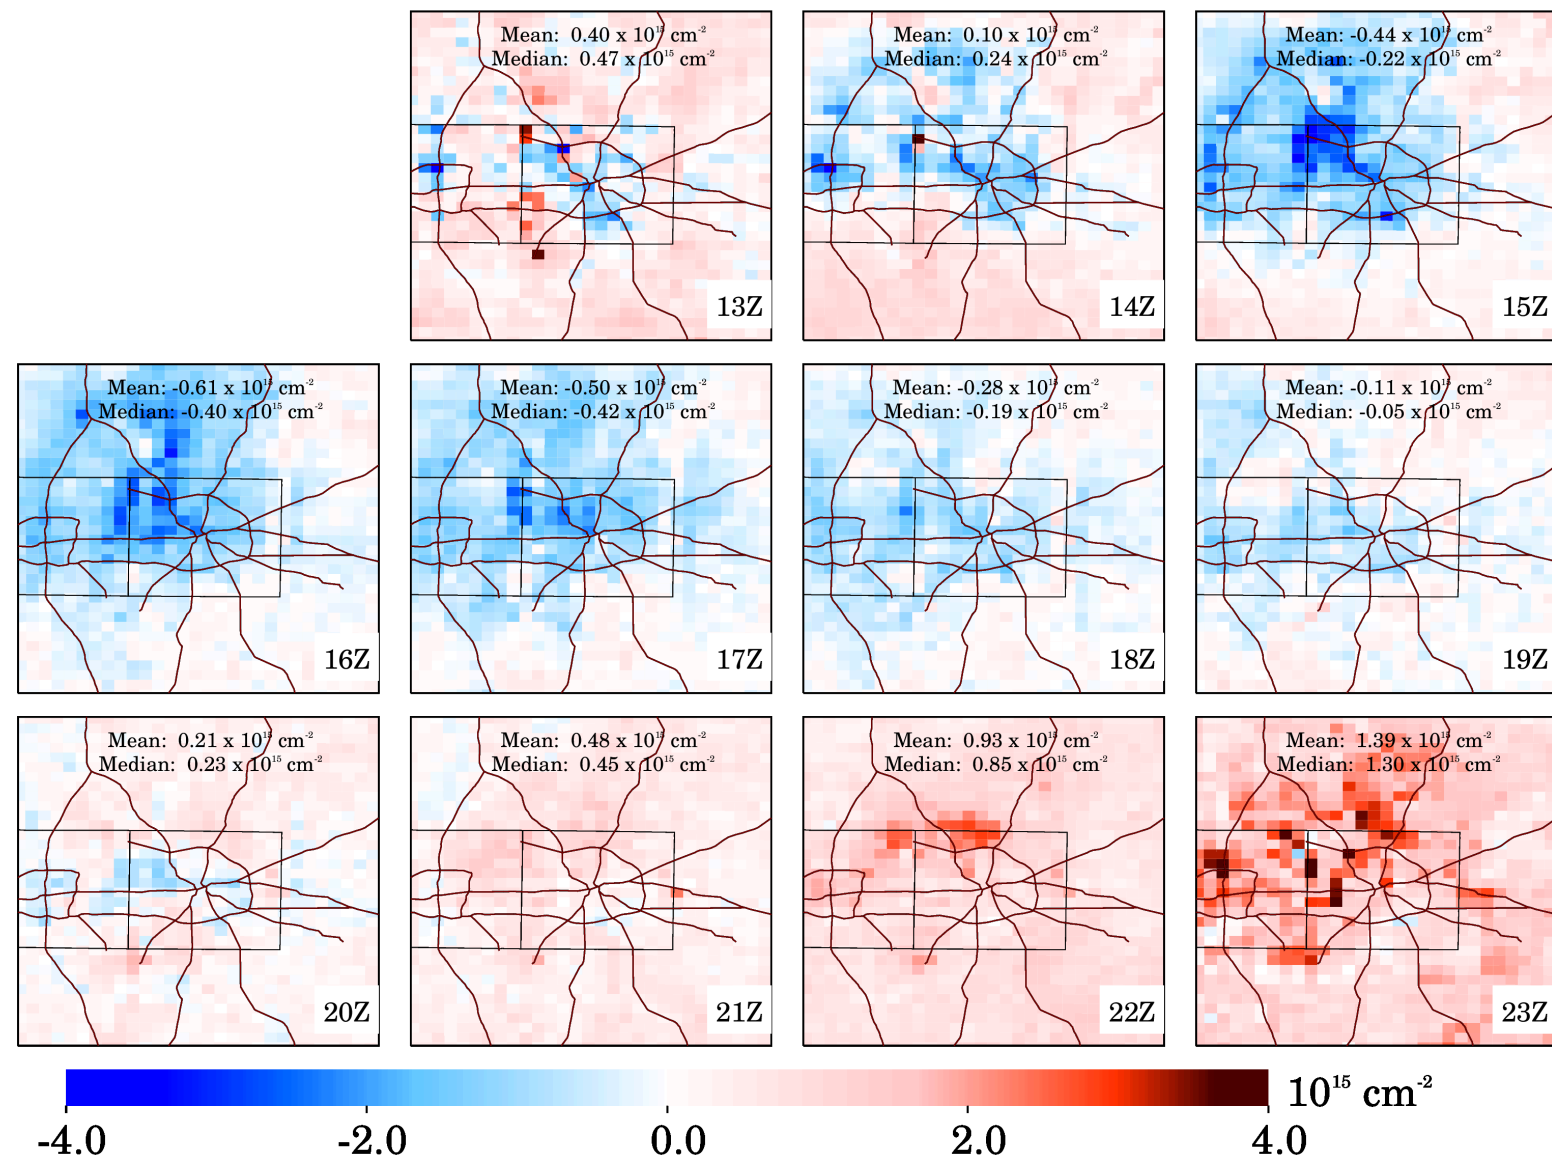 Mean: 0.40 x 10¹⁵ cm⁻²
Median: 0.47 x 10¹⁵ cm⁻²
13Z
Mean: 0.10 x 10¹⁵ cm⁻²
Median: 0.24 x 10¹⁵ cm⁻²
14Z
Mean: -0.44 x 10¹⁵ cm⁻²
Median: -0.22 x 10¹⁵ cm⁻²
15Z
Mean: -0.61 x 10¹⁵ cm⁻²
Median: -0.40 x 10¹⁵ cm⁻²
16Z
Mean: -0.50 x 10¹⁵ cm⁻²
Median: -0.42 x 10¹⁵ cm⁻²
17Z
Mean: -0.28 x 10¹⁵ cm⁻²
Median: -0.19 x 10¹⁵ cm⁻²
18Z
Mean: -0.11 x 10¹⁵ cm⁻²
Median: -0.05 x 10¹⁵ cm⁻²
19Z
Mean: 0.21 x 10¹⁵ cm⁻²
Median: 0.23 x 10¹⁵ cm⁻²
20Z
Mean: 0.48 x 10¹⁵ cm⁻²
Median: 0.45 x 10¹⁵ cm⁻²
21Z
Mean: 0.93 x 10¹⁵ cm⁻²
Median: 0.85 x 10¹⁵ cm⁻²
22Z
Mean: 1.39 x 10¹⁵ cm⁻²
Median: 1.30 x 10¹⁵ cm⁻²
23Z
10¹⁵ cm⁻²
-4.0 -2.0 0.0 2.0 4.0